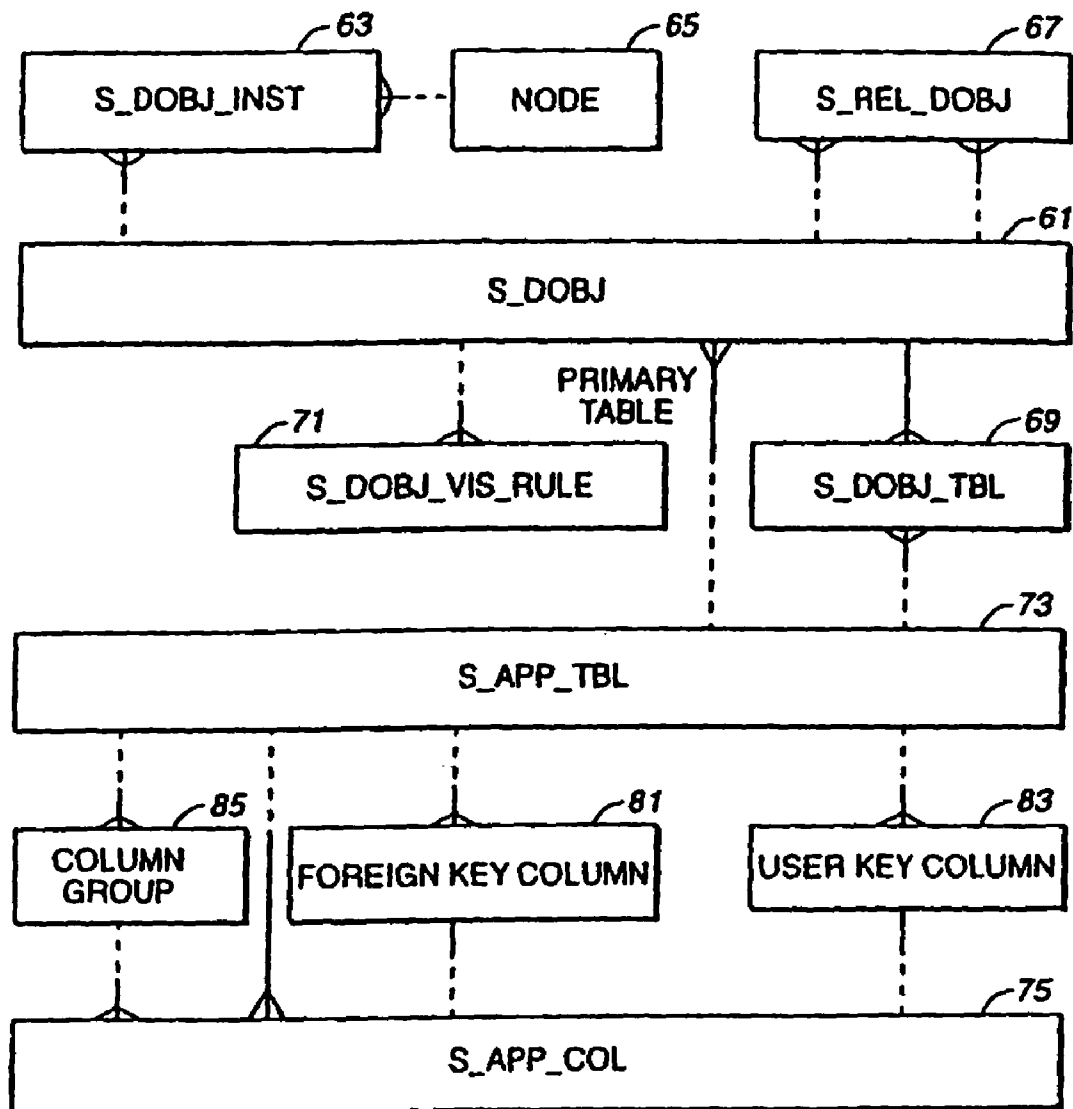 63
65
67
S_DOBJ_INST
NODE
S_REL_DOBJ
61
S_DOBJ
PRIMARY
TABLE
71
69
S_DOBJ_VIS_RULE
S_DOBJ_TBL
73
S_APP_TBL
85
81
83
COLUMN
GROUP
FOREIGN KEY COLUMN
USER KEY COLUMN
75
S_APP_COL